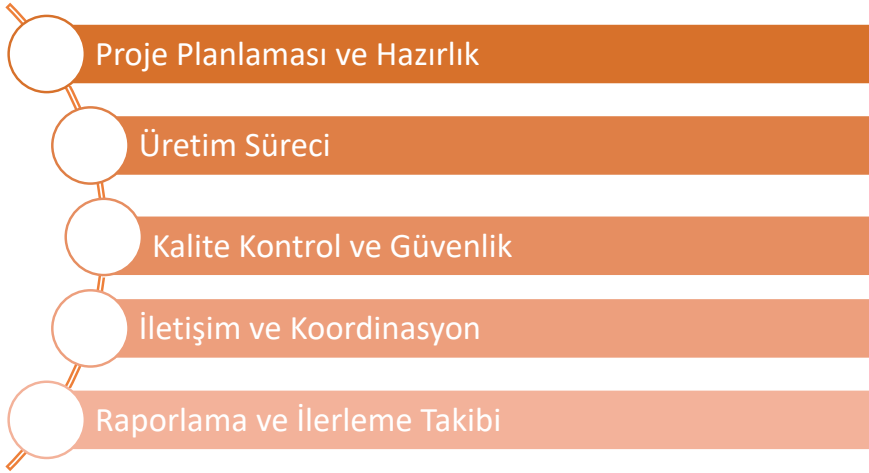 Proje Planlaması ve Hazırlık
Üretim Süreci
Kalite Kontrol ve Güvenlik
İletişim ve Koordinasyon
Raporlama ve İlerleme Takibi